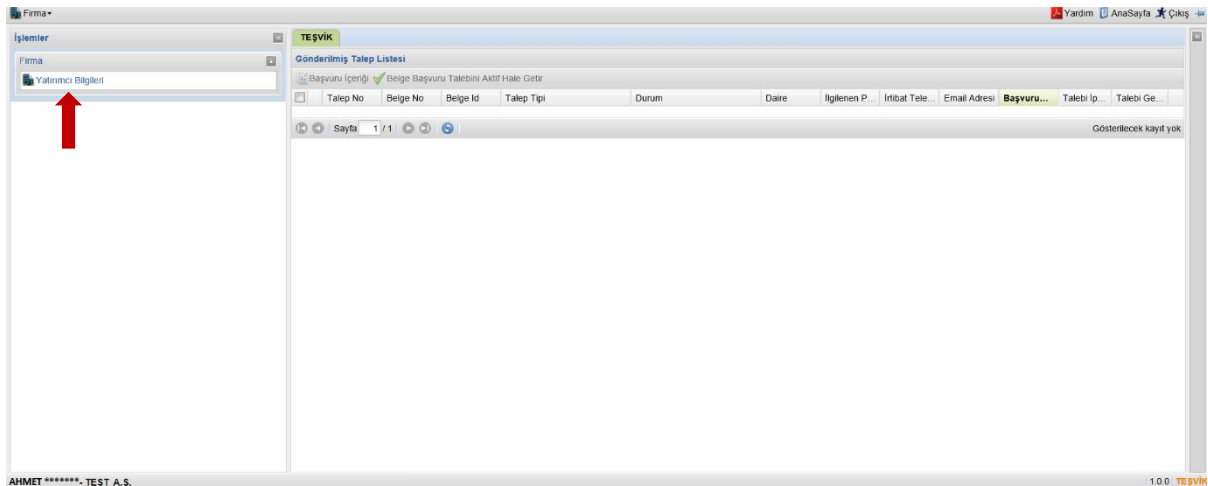 Firma
Yardım AnaSayfa Çıkış
İşlemler
TEŞVİK
Firma
Gönderilmiş Talep Listesi
Yatırımcı Bilgileri
Başvuru İçeriği Belge Başvuru Talebini Aktif Hale Getir
Talep No Belge No Belge Id Talep Tipi Durum Daire İlgilenen P... İrtibat Tele... Email Adresi Başvuru... Talebi İp... Talebi Ge...
Sayfa 1 / 1 Gösterilecek kayıt yok
AHMET *******- TEST A.Ş. 1.0.0 TEŞVİK